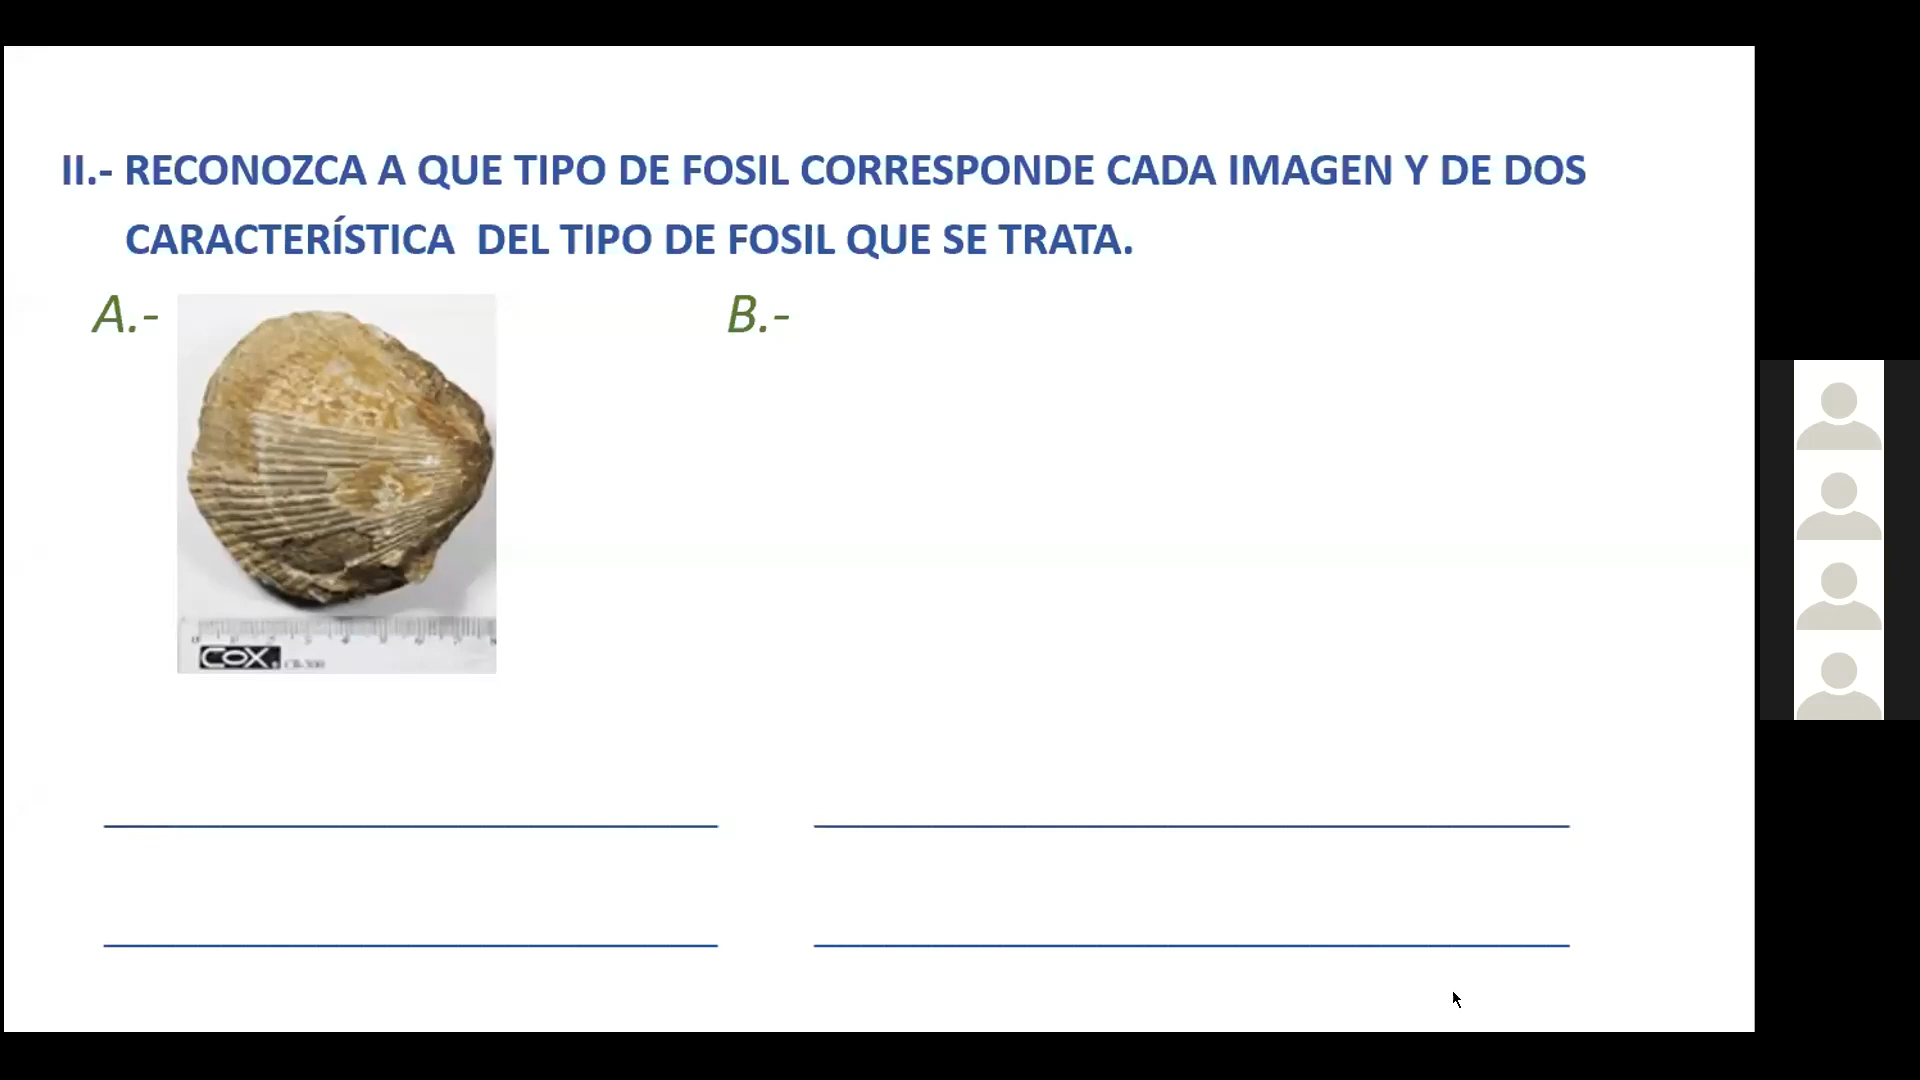 II.- RECONOZCA A QUE TIPO DE FOSIL CORRESPONDE CADA IMAGEN Y DE DOS
CARACTERÍSTICA DEL TIPO DE FOSIL QUE SE TRATA.
A.-
B.-
COX